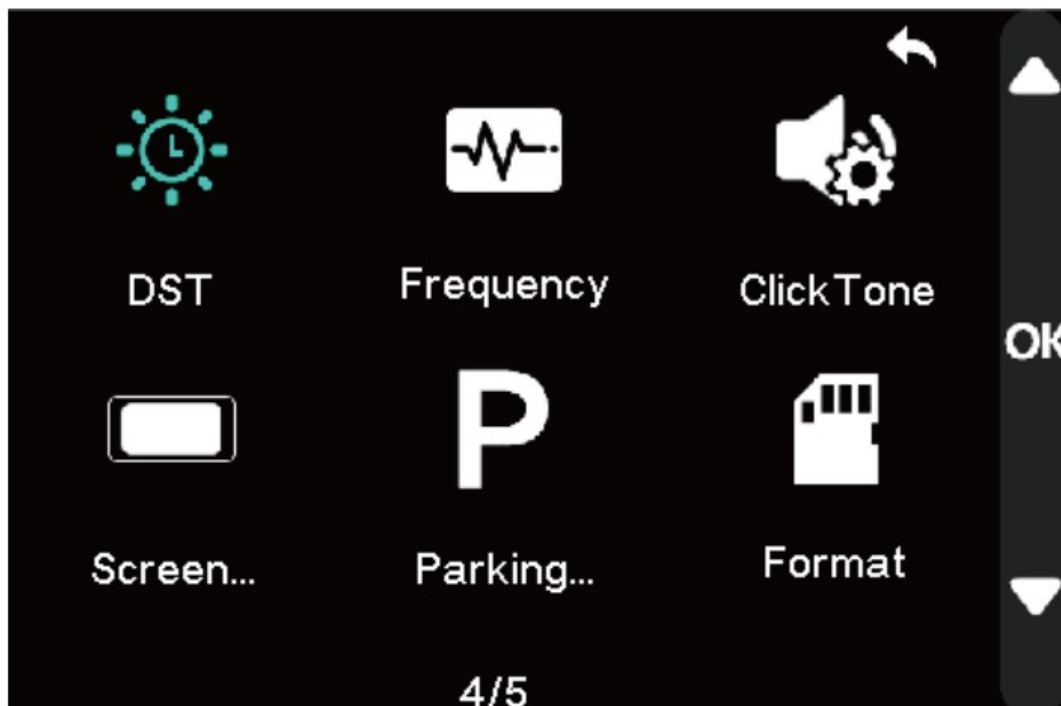 DST
Frequency
ClickTone
OK
Screen...
P
Parking...
Format
4/5